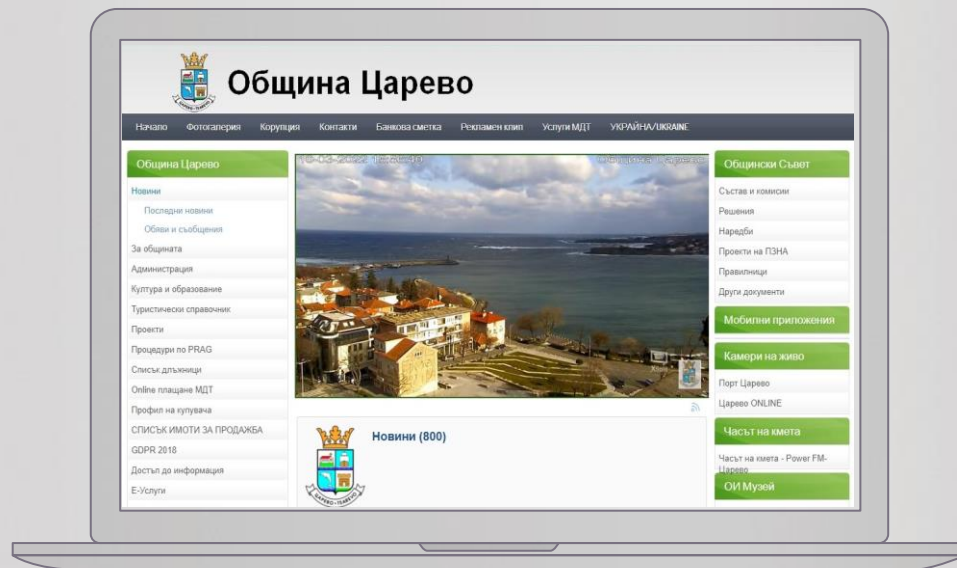 Община Царево
Начало Фотогалерия Корупция Контакти Банкова сметка Рекламен клип Услуги МДТ УКРАЙНА/UKRAINE
Община Царево
Новини
Последни новини
Обяви и съобщения
За общината
Администрация
Култура и образование
Туристически справочник
Проекти
Процедури по PRAG
Списък длъжници
Online плащане МДТ
Профил на купувача
СПИСЪК ИМОТИ ЗА ПРОДАЖБА
GDPR 2018
Достъп до информация
Е-Услуги
Община Царево
Новини (800)
Общински Съвет
Състав и комисии
Решения
Наредби
Проекти на ПЗНА
Правилници
Други документи
Мобилни приложения
Камери на живо
Порт Царево
Царево ONLINE
Часът на кмета
Часът на кмета - Power FM-
Царево
ОИ Музей